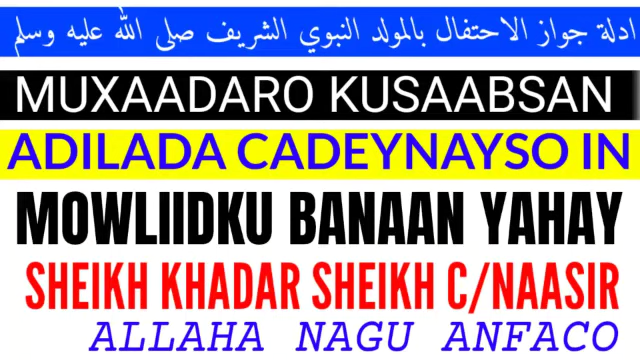 ادلة جواز الاحتفال بالمولد النبوي الشريف صلى الله عليه وسلم
MUXAADARO KUSAABSAN
ADILADA CADEYNAYSO IN
MOWLIIDKU BANAAN YAHAY
SHEIKH KHADAR SHEIKH C/NAASIR
ALLAHA NAGU ANFACO